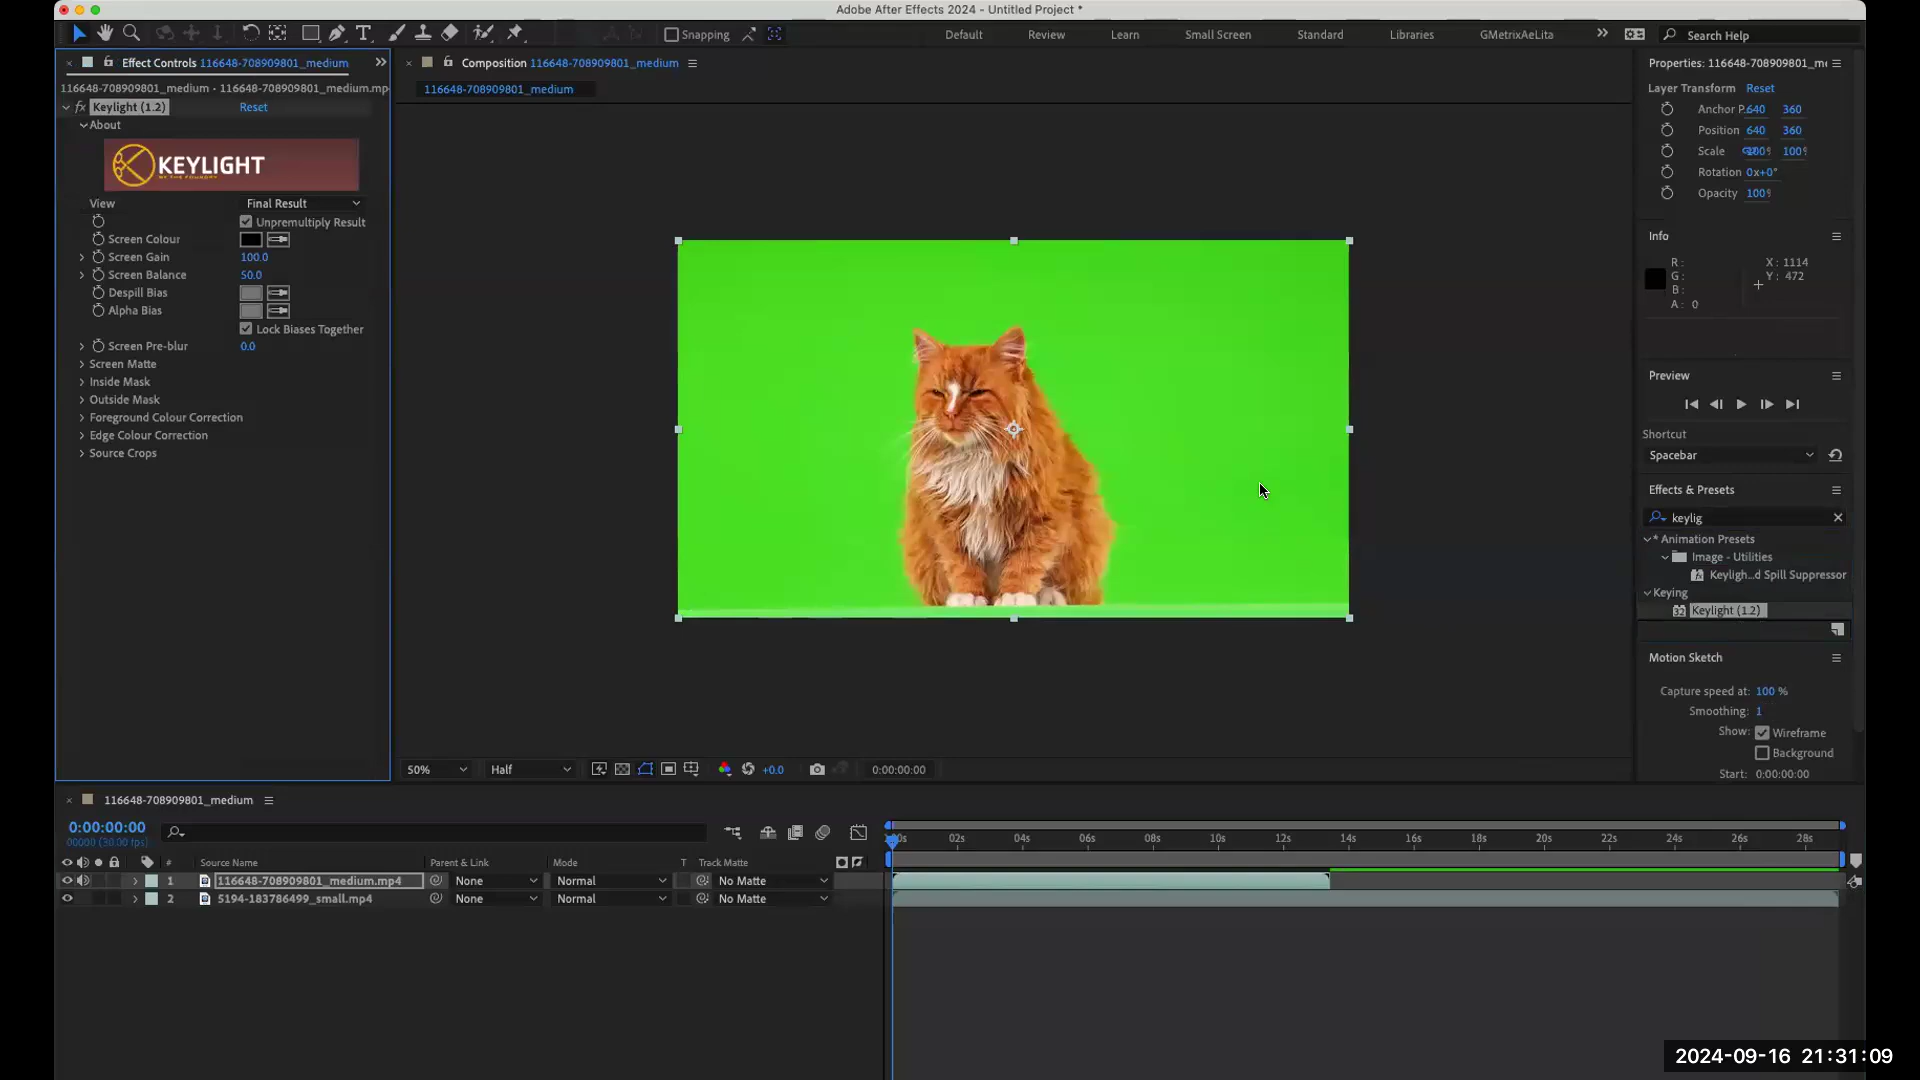 Adobe After Effects 2024 - Untitled Project *
Snapping
Default
Review
Learn
Small Screen
Standard
Libraries
GMetrixAeLita
Search Help
Effect Controls 116648-708909801_medium
116648-708909801_medium • 116648-708909801_medium.mp
fx Keylight (1.2) Reset
About
KEYLIGHT
View Final Result
Unpremultiply Result
Screen Colour
Screen Gain 100.0
Screen Balance 50.0
Despill Bias
Alpha Bias
Lock Biases Together
Screen Pre-blur 0.0
Screen Matte
Inside Mask
Outside Mask
Foreground Colour Correction
Edge Colour Correction
Source Crops
Composition 116648-708909801_medium
116648-708909801_medium
50% Half +0.0 0:00:00:00
Properties: 116648-708909801_m
Layer Transform Reset
Anchor P. 640 360
Position 640 360
Scale 100% 100%
Rotation 0x+0°
Opacity 100%
Info
R : X : 1114
G : Y : 472
B :
A : 0
Preview
Shortcut
Spacebar
Effects & Presets
keylig
* Animation Presets
Image - Utilities
Keyligh...d Spill Suppressor
Keying
32 Keylight (1.2)
Motion Sketch
Capture speed at: 100 %
Smoothing: 1
Show: Wireframe
Background
Start: 0:00:00:00
116648-708909801_medium
0:00:00:00
00000 (30.00 fps)
# Source Name Parent & Link Mode T Track Matte
1 116648-708909801_medium.mp4 None Normal No Matte
2 5194-183786499_small.mp4 None Normal No Matte
02s 04s 06s 08s 10s 12s 14s 16s 18s 20s 22s 24s 26s 28s
2024-09-16 21:31:09